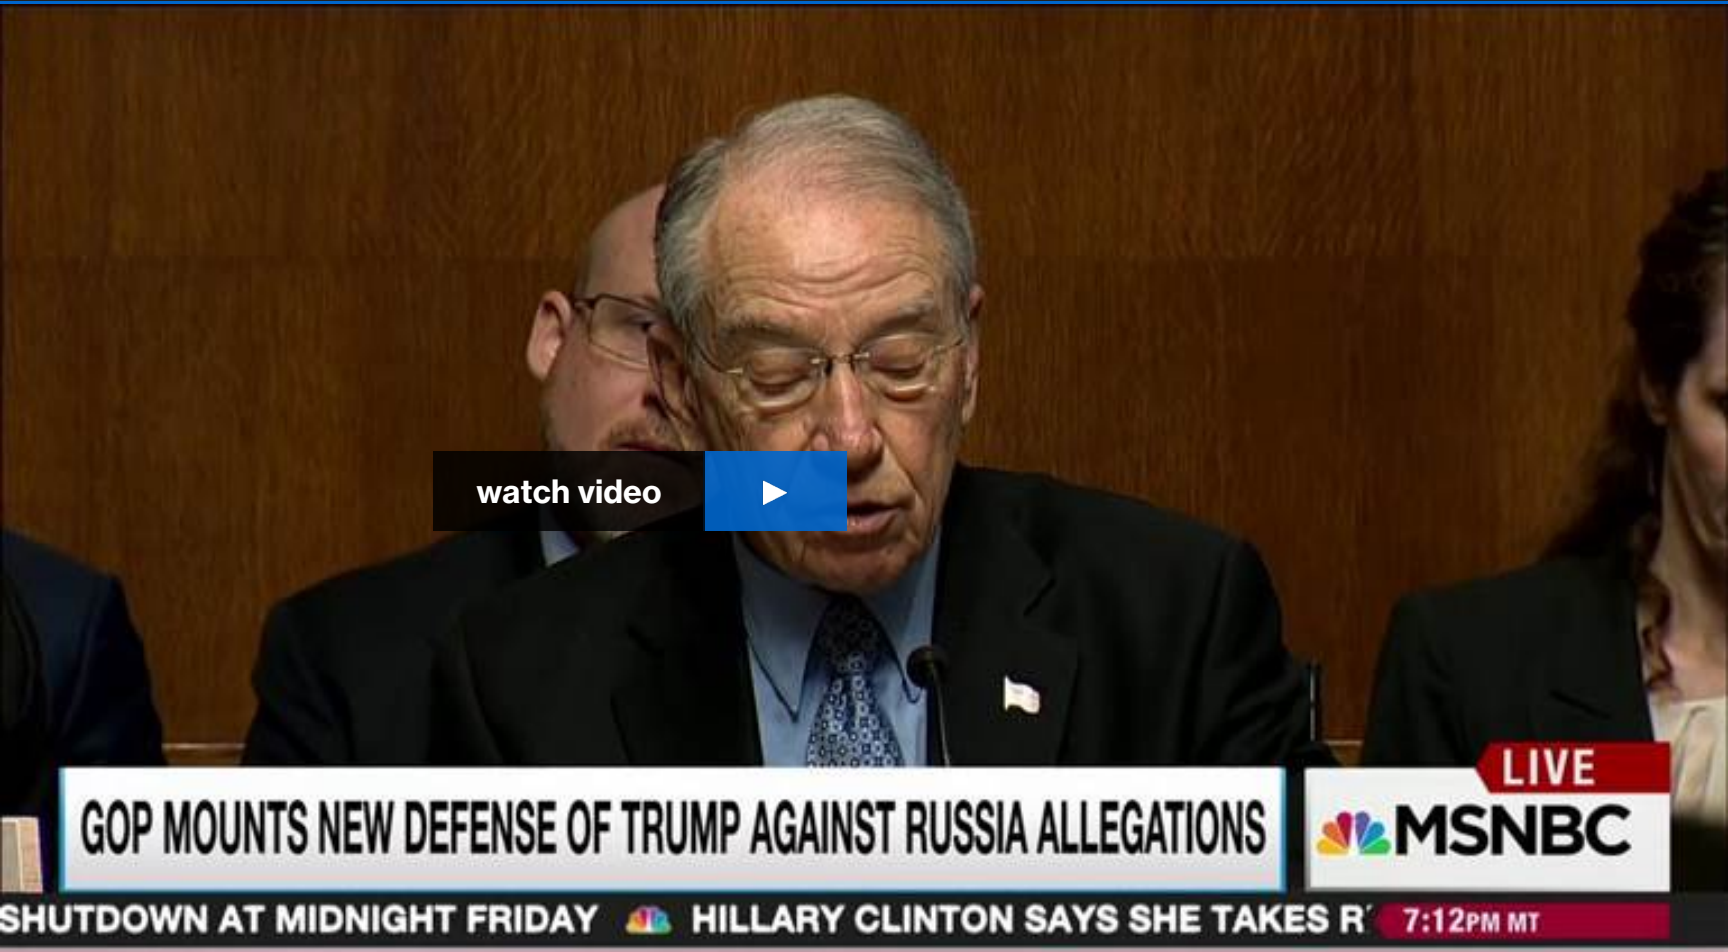 watch video
LIVE
GOP MOUNTS NEW DEFENSE OF TRUMP AGAINST RUSSIA ALLEGATIONS
MSNBC
SHUTDOWN AT MIDNIGHT FRIDAY HILLARY CLINTON SAYS SHE TAKES 7:12PM MT